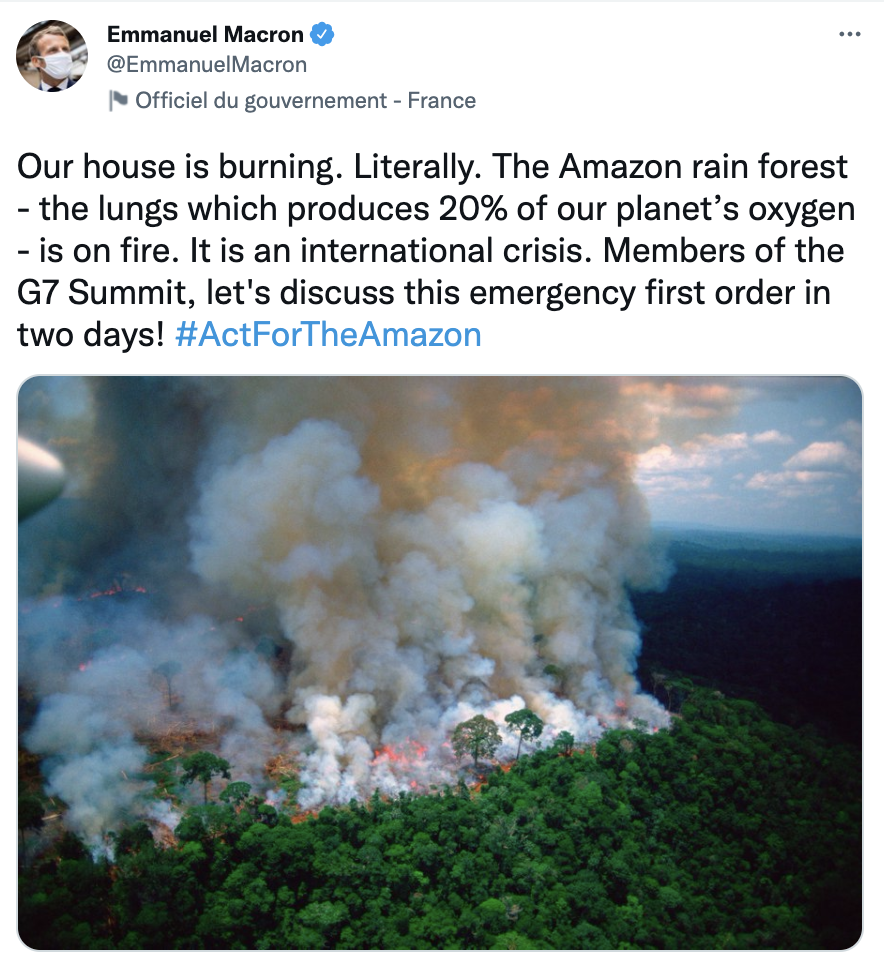 Emmanuel Macron
@EmmanuelMacron
Officiel du gouvernement - France
Our house is burning. Literally. The Amazon rain forest
- the lungs which produces 20% of our planet’s oxygen
- is on fire. It is an international crisis. Members of the
G7 Summit, let's discuss this emergency first order in
two days! #ActForTheAmazon